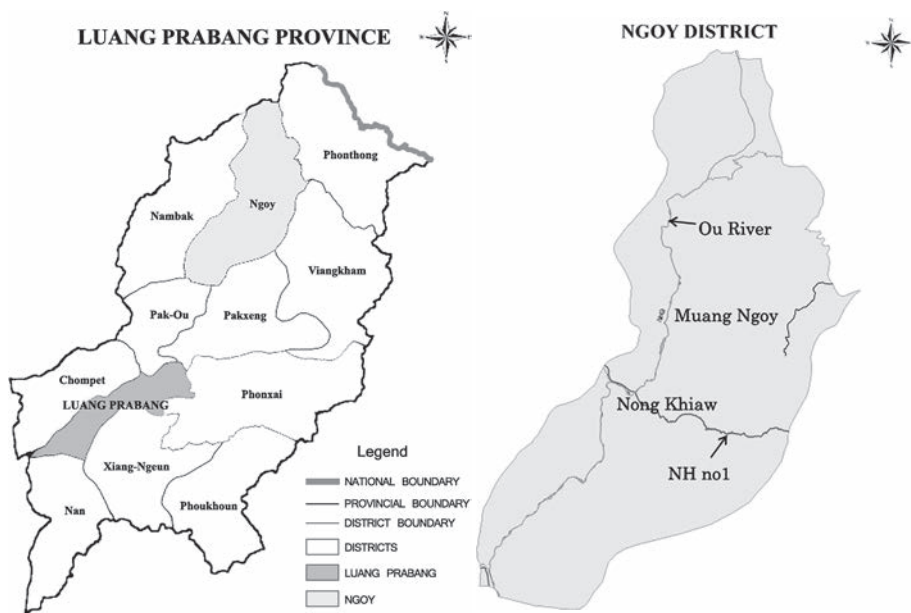 LUANG PRABANG PROVINCE
N
E
S
W
Phonthong
Ngoy
Nambak
Viangkham
Pak-Ou
Pakxeng
Chompet
LUANG PRABANG
Phonxai
Xiang-Ngeun
Nan
Phoukhoun
Legend
NATIONAL BOUNDARY
PROVINCIAL BOUNDARY
DISTRICT BOUNDARY
DISTRICTS
LUANG PRABANG
NGOY
NGOY DISTRICT
N
E
S
W
Ou River
Muang Ngoy
Nong Khiaw
NH no1